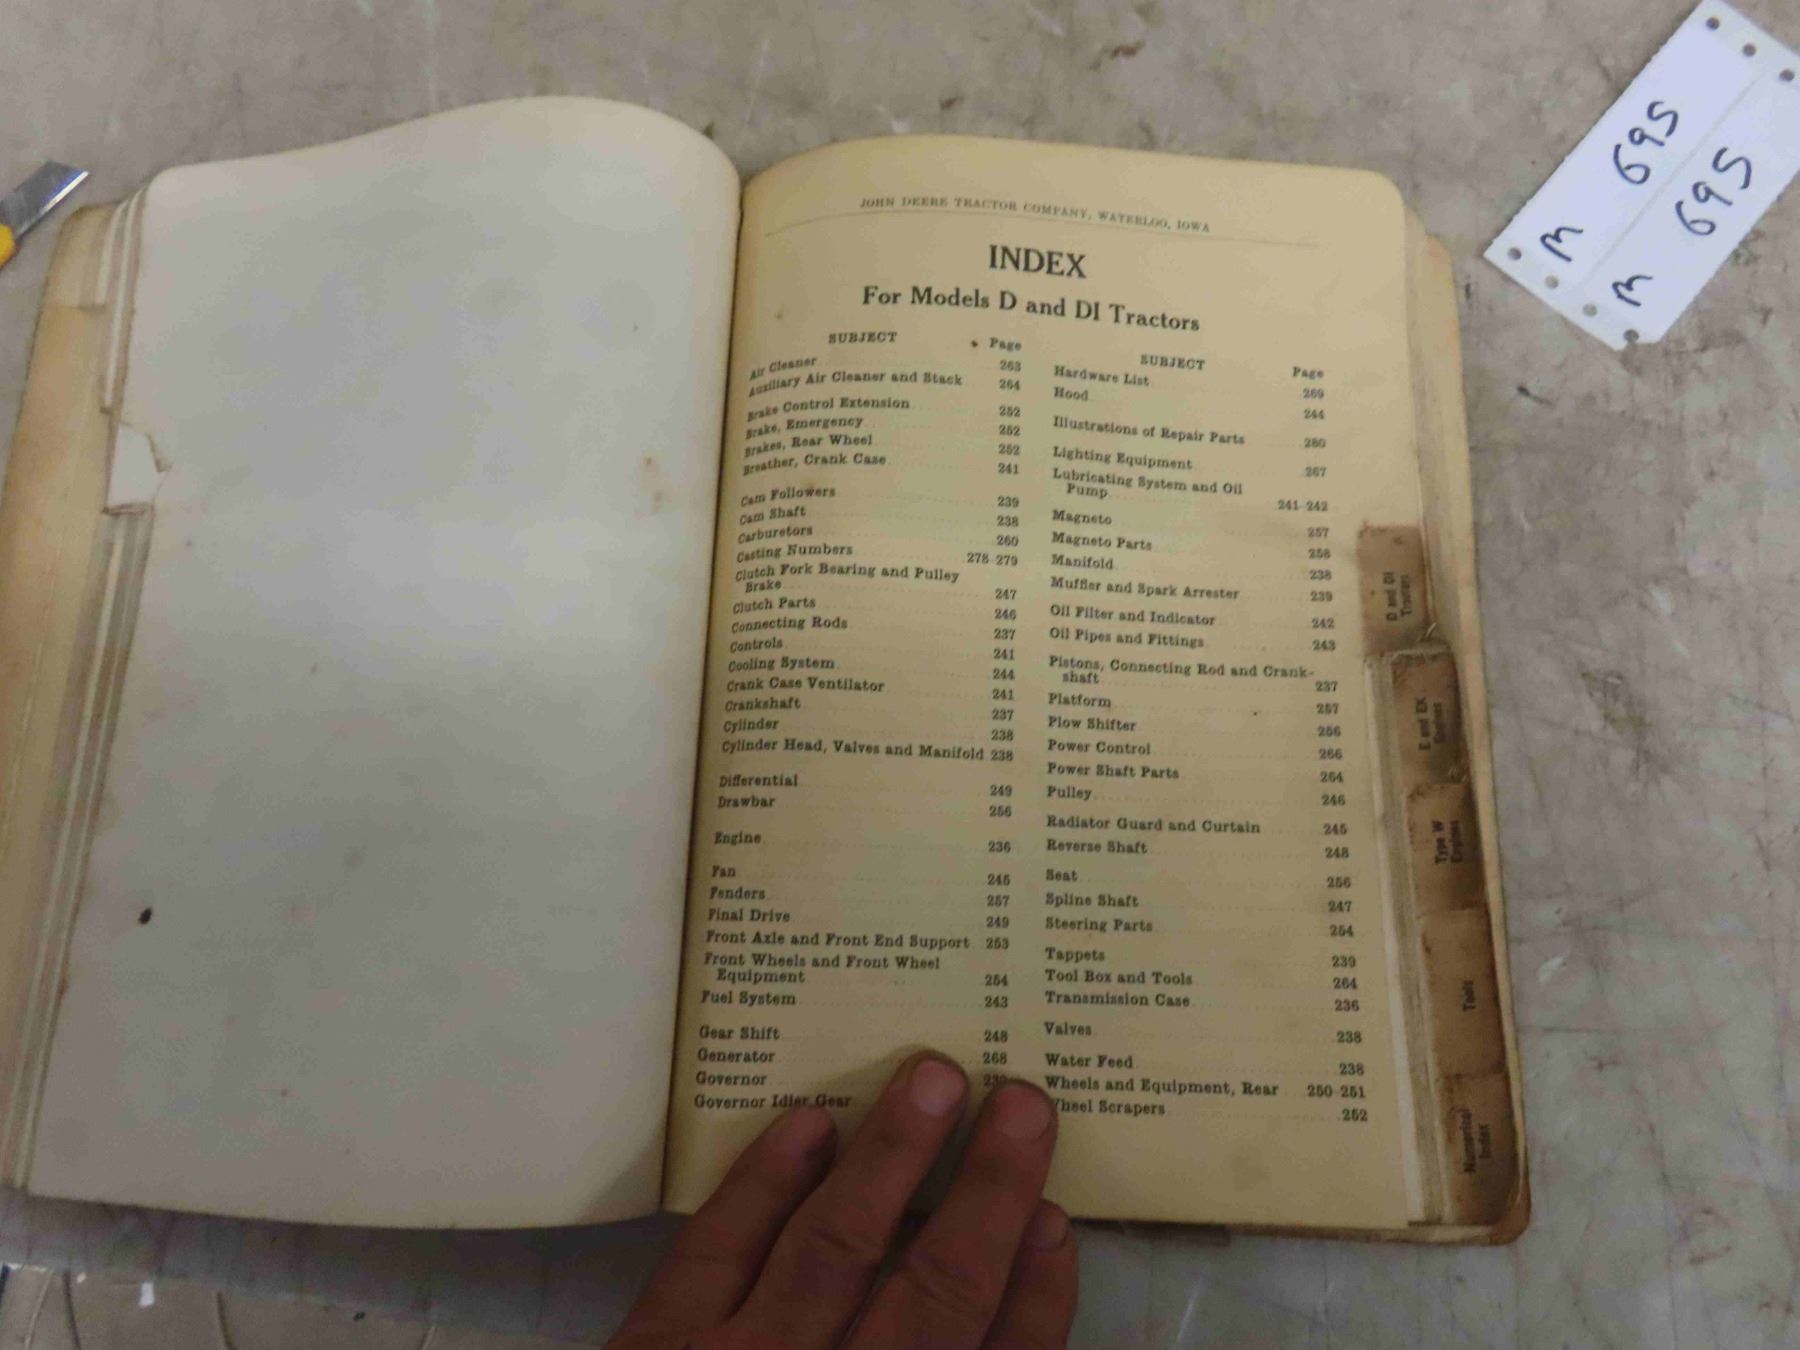 JOHN DEERE TRACTOR COMPANY, WATERLOO, IOWA
INDEX
For Models D and DI Tractors
SUBJECT Page
Air Cleaner 263
Auxiliary Air Cleaner and Stack 264
Brake Control Extension 252
Brake, Emergency 252
Brakes, Rear Wheel 252
Breather, Crank Case 241
Cam Followers 239
Cam Shaft 238
Carburetors 260
Casting Numbers 278-279
Clutch Fork Bearing and Pulley
Brake 247
Clutch Parts 246
Connecting Rods 237
Controls 241
Cooling System 244
Crank Case Ventilator 241
Crankshaft 237
Cylinder 238
Cylinder Head, Valves and Manifold 238
Differential 249
Drawbar 256
Engine 236
Fan 245
Fenders 257
Final Drive 249
Front Axle and Front End Support 253
Front Wheels and Front Wheel
Equipment 254
Fuel System 243
Gear Shift 248
Generator 268
Governor
Governor Idler Gear
SUBJECT Page
Hardware List 269
Hood 244
Illustrations of Repair Parts 280
Lighting Equipment 267
Lubricating System and Oil
Pump 241-242
Magneto 257
Magneto Parts 258
Manifold 238
Muffler and Spark Arrester 239
Oil Filter and Indicator 242
Oil Pipes and Fittings 243
Pistons, Connecting Rod and Crank-
shaft 237
Platform 257
Plow Shifter 256
Power Control 266
Power Shaft Parts 264
Pulley 246
Radiator Guard and Curtain 245
Reverse Shaft 248
Seat 256
Spline Shaft 247
Steering Parts 254
Tappets 239
Tool Box and Tools 264
Transmission Case 236
Valves 238
Water Feed 238
Wheels and Equipment, Rear 250-251
Wheel Scrapers 252
D and DI
Tractors
E and EK
Engines
Type W
Engines
Tools
Numerical
Index
M 695
M 695